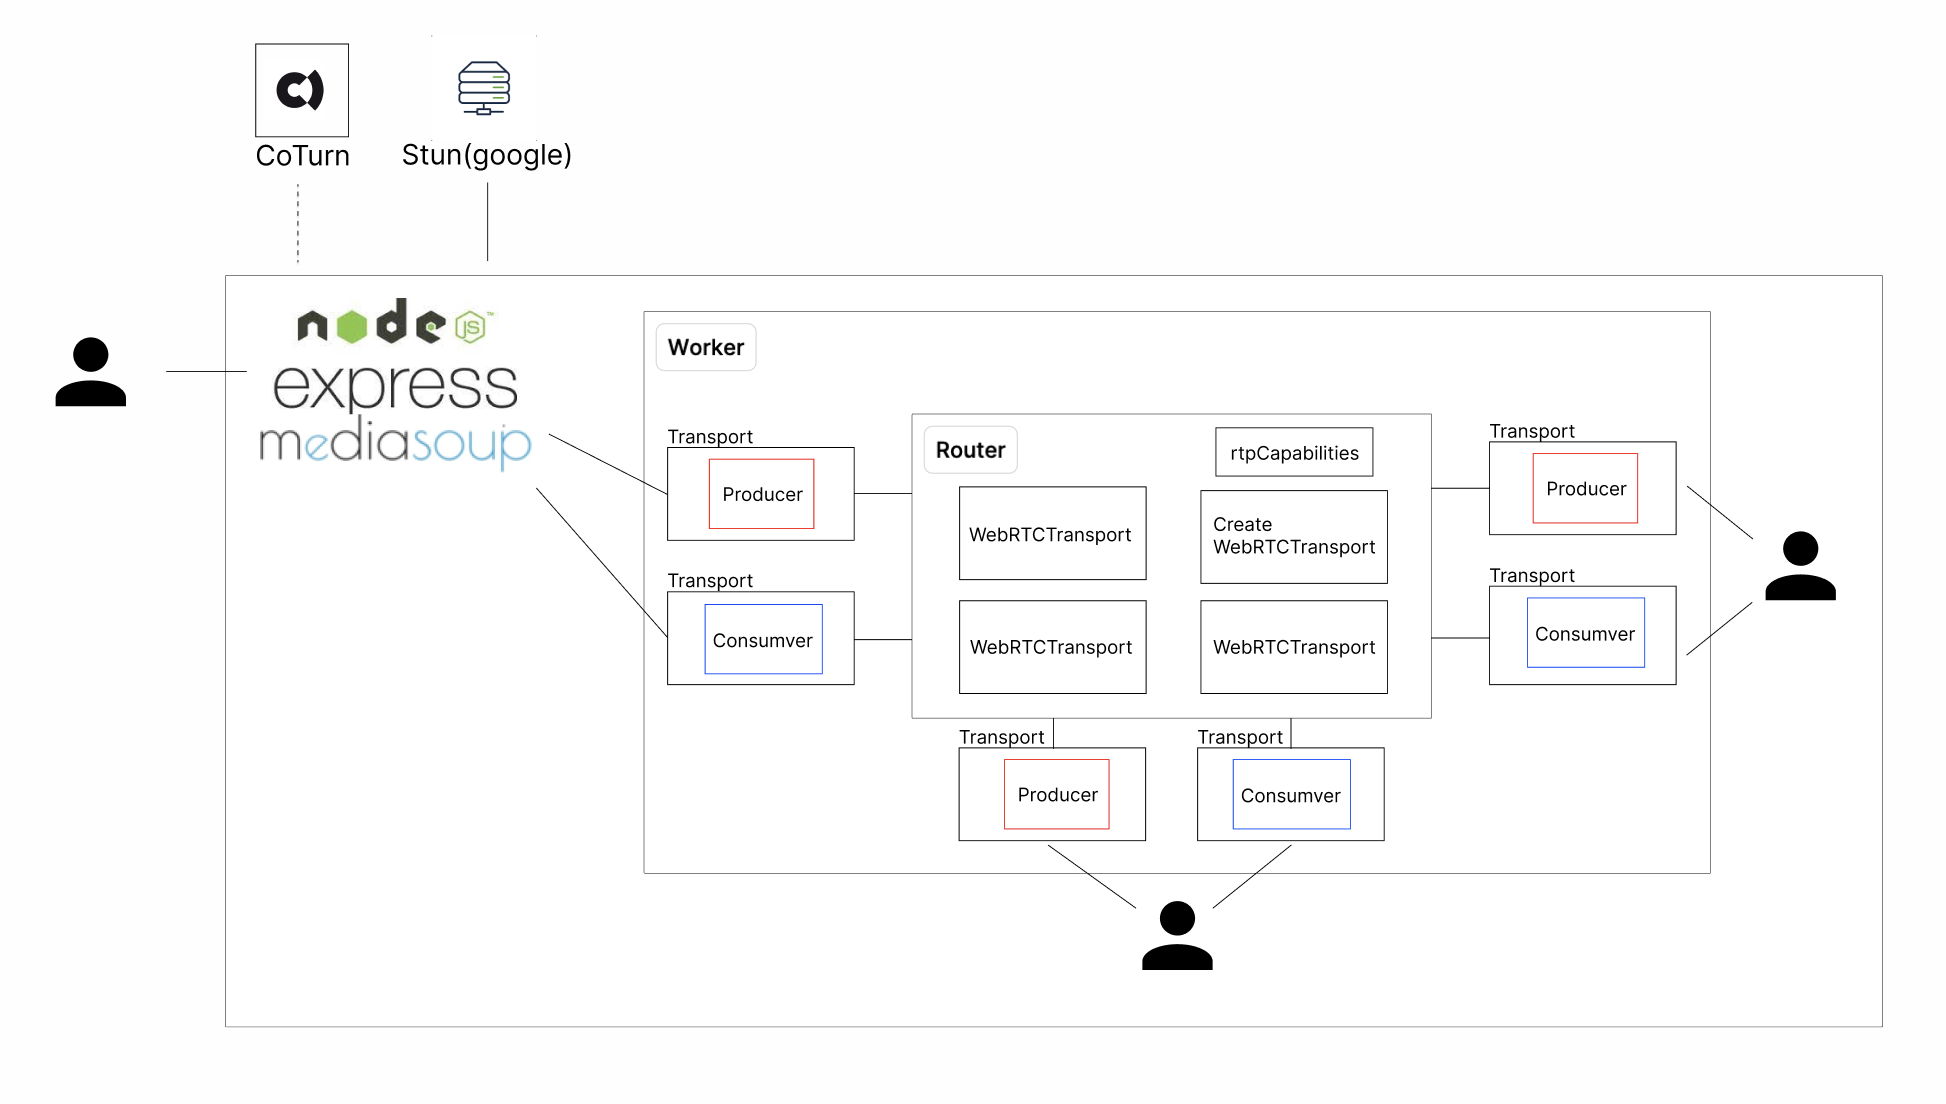 CoTurn
Stun(google)
node JS™
express
mediasoup
Worker
Transport
Producer
Transport
Consumver
Router
rtpCapabilities
WebRTCTransport
Create
WebRTCTransport
WebRTCTransport
WebRTCTransport
Transport
Producer
Transport
Consumver
Transport
Producer
Transport
Consumver